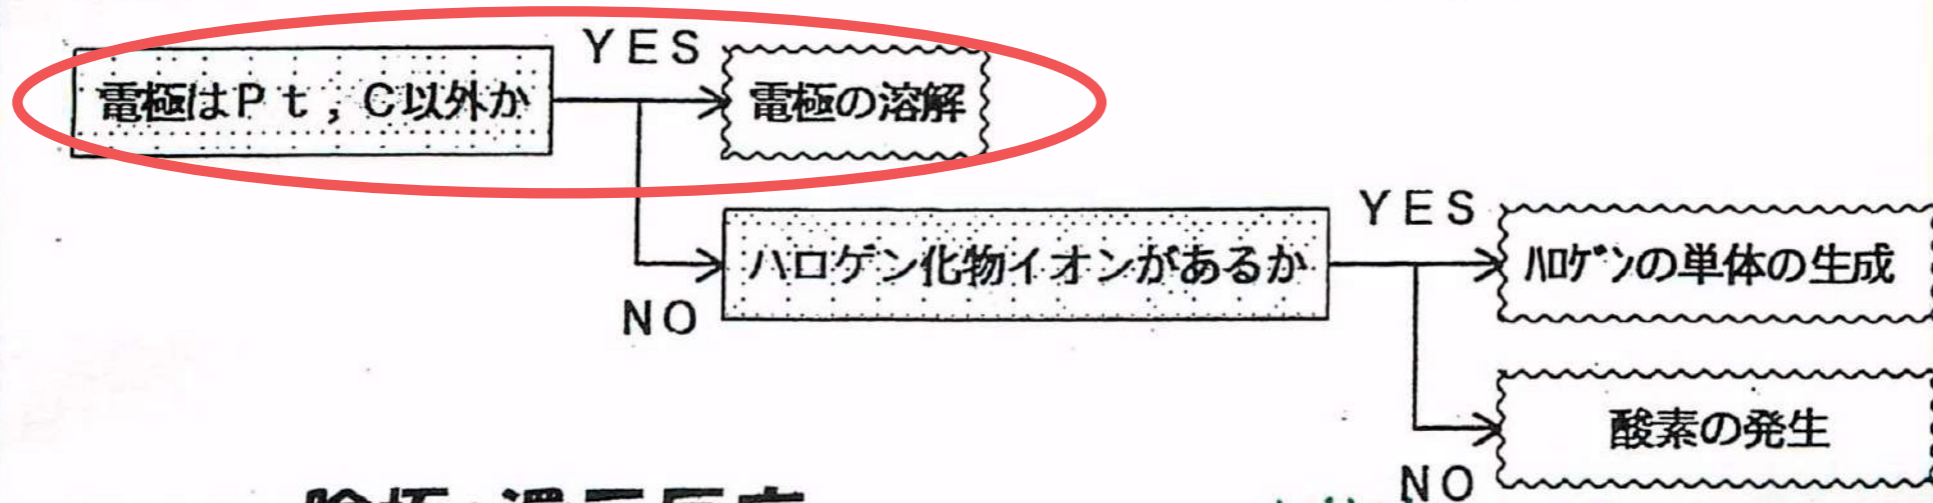 電極はPt,C以外か
YES
電極の溶解
NO
ハロゲン化物イオンがあるか
YES
ﾊﾛｹﾞﾝの単体の生成
NO
酸素の発生